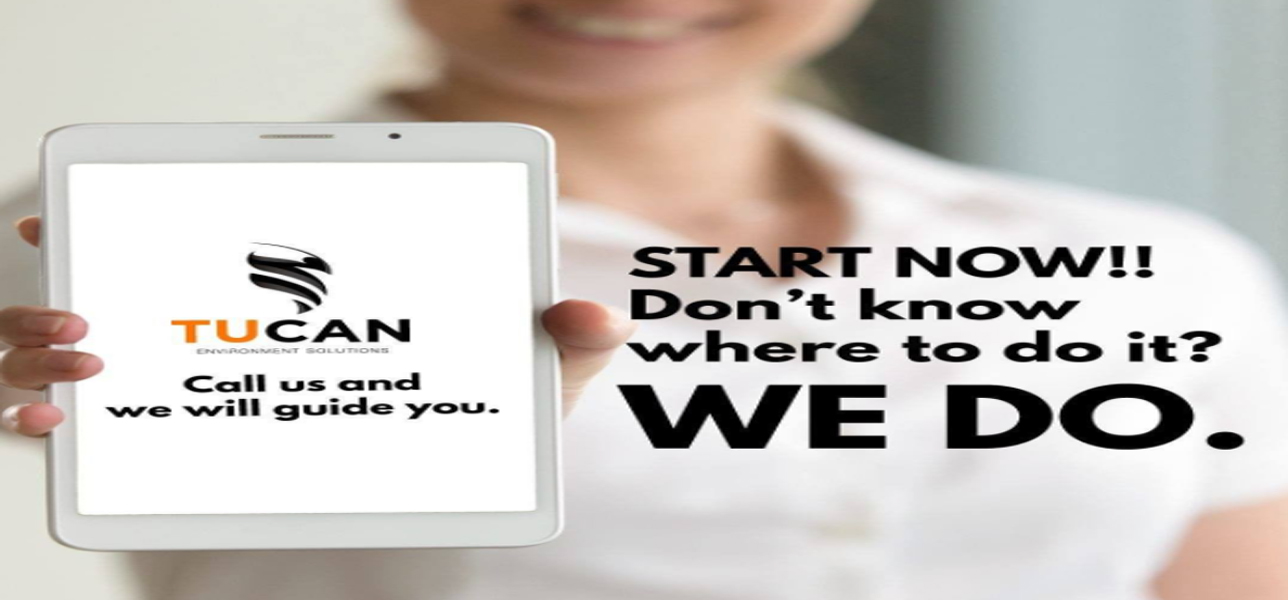 TUCAN
ENVIRONMENT SOLUTIONS
Call us and
we will guide you.
START NOW!!
Don't know
where to do it?
WE DO.